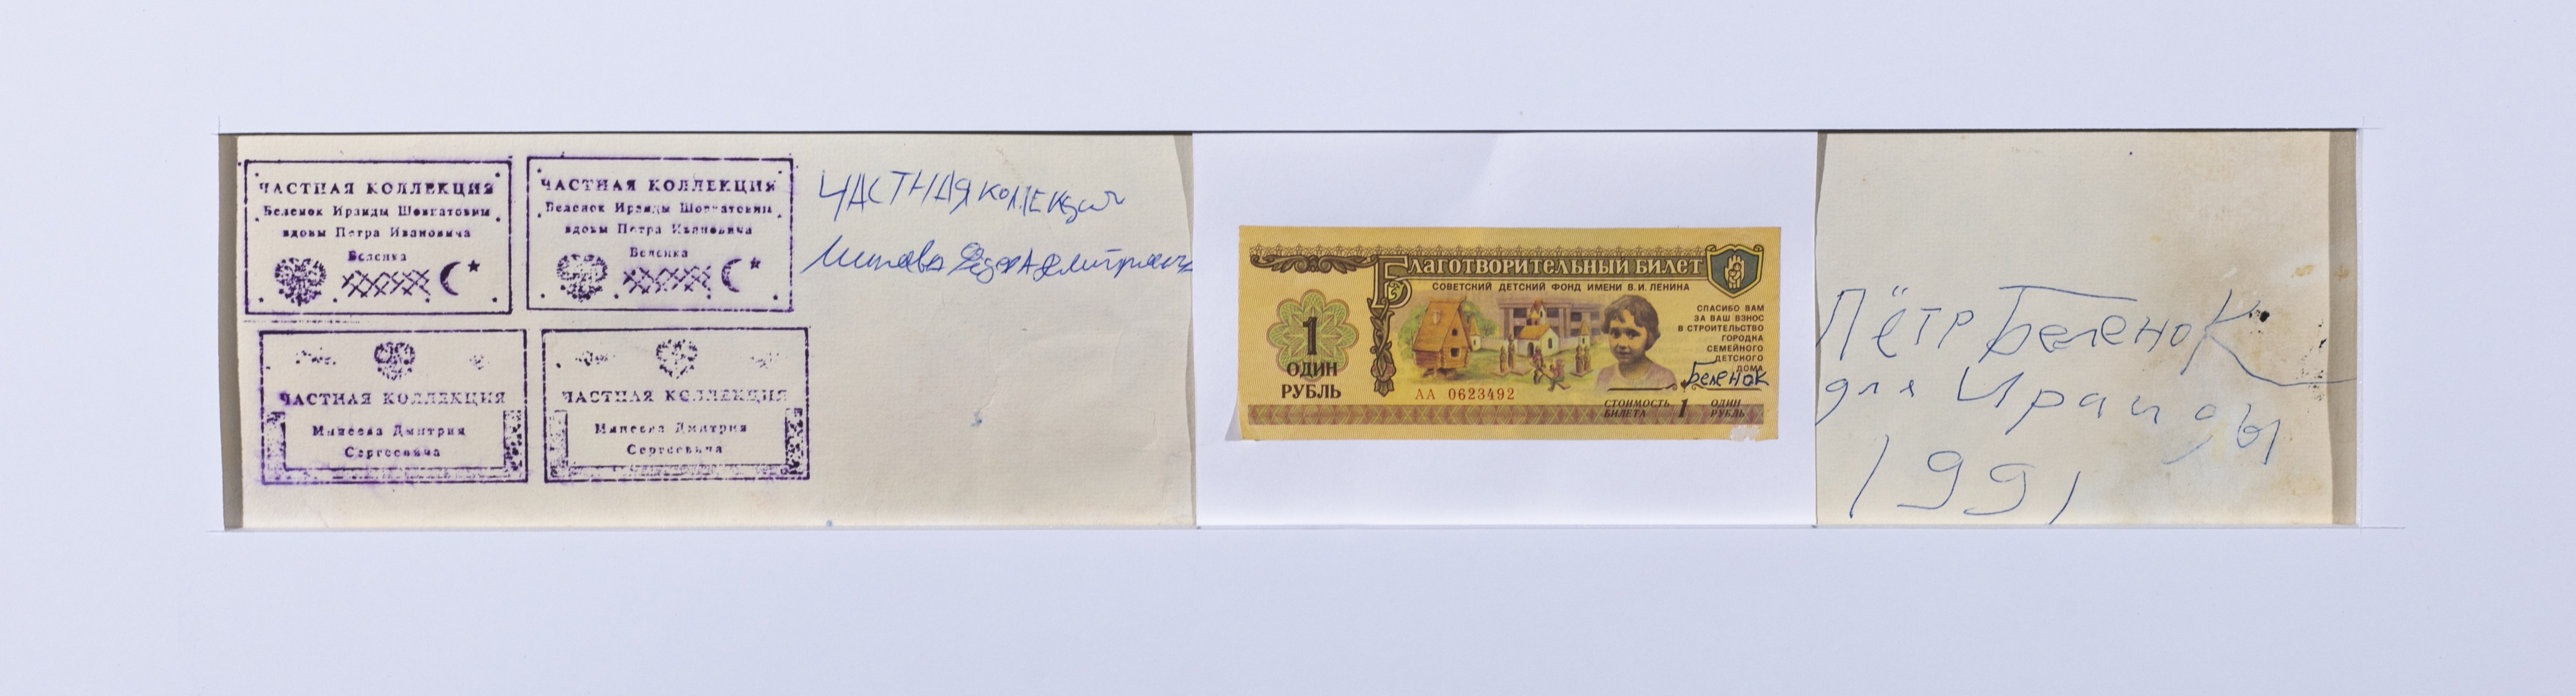 ЧАСТНАЯ КОЛЛЕКЦИЯ
Беленок Ираиды Шовгатовны
вдовы Петра Ивановича
Беленка
ЧАСТНАЯ КОЛЛЕКЦИЯ
Беленок Ираиды Шовгатовны
вдовы Петра Ивановича
Беленка
ЧАСТНАЯ КОЛЛЕКЦИЯ
Минеева Дмитрия
Сергеевича
ЧАСТНАЯ КОЛЛЕКЦИЯ
Минеева Дмитрия
Сергеевича
ЧАСТНАЯ КОЛЛЕКЦИЯ
БЛАГОТВОРИТЕЛЬНЫЙ БИЛЕТ
СОВЕТСКИЙ ДЕТСКИЙ ФОНД ИМЕНИ В.И. ЛЕНИНА
1
ОДИН
РУБЛЬ
СПАСИБО ВАМ
ЗА ВАШ ВЗНОС
В СТРОИТЕЛЬСТВО
ГОРОДКА
СЕМЕЙНОГО
ДЕТСКОГО
ДОМА
Беленок
АА 0623492
СТОИМОСТЬ БИЛЕТА 1 ОДИН РУБЛЬ
Пётр Беленок
для Ираиды
1991